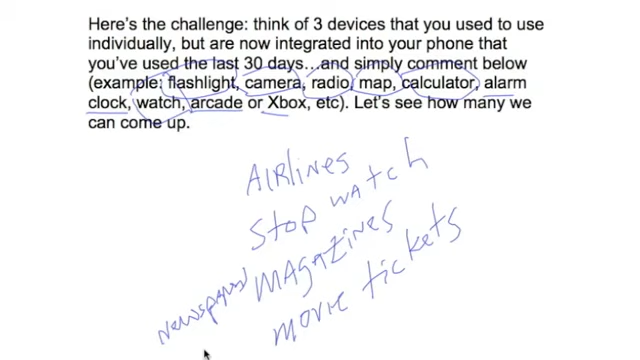 Here's the challenge: think of 3 devices that you used to use
individually, but are now integrated into your phone that
you've used the last 30 days…and simply comment below
(example: flashlight, camera, radio, map, calculator, alarm
clock, watch, arcade or Xbox, etc). Let's see how many we
can come up.
AIRlines
Stop watch
MAgAziNes
Newspaper
movie tickets